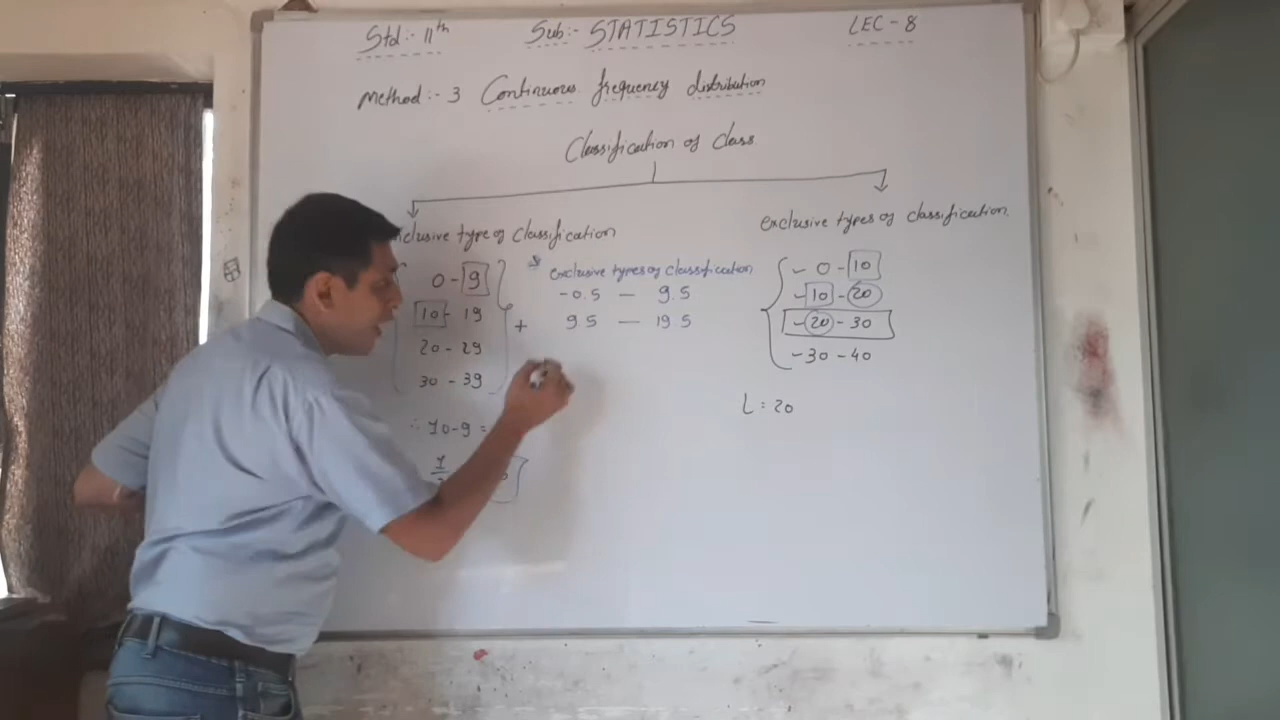 Std:- 11th Sub:- STATISTICS LEC-8
Method:- 3 Continuous frequency distribution
Classification of class
type of classification
0 - 9
10 - 19
20 - 29
30 - 39
∴ 10-9 =
exclusive types of classification
-0.5 — 9.5
+ 9.5 — 19.5
exclusive types of classification
- 0 - 10
- 10 - 20
- 20 - 30
- 30 - 40
L = 20